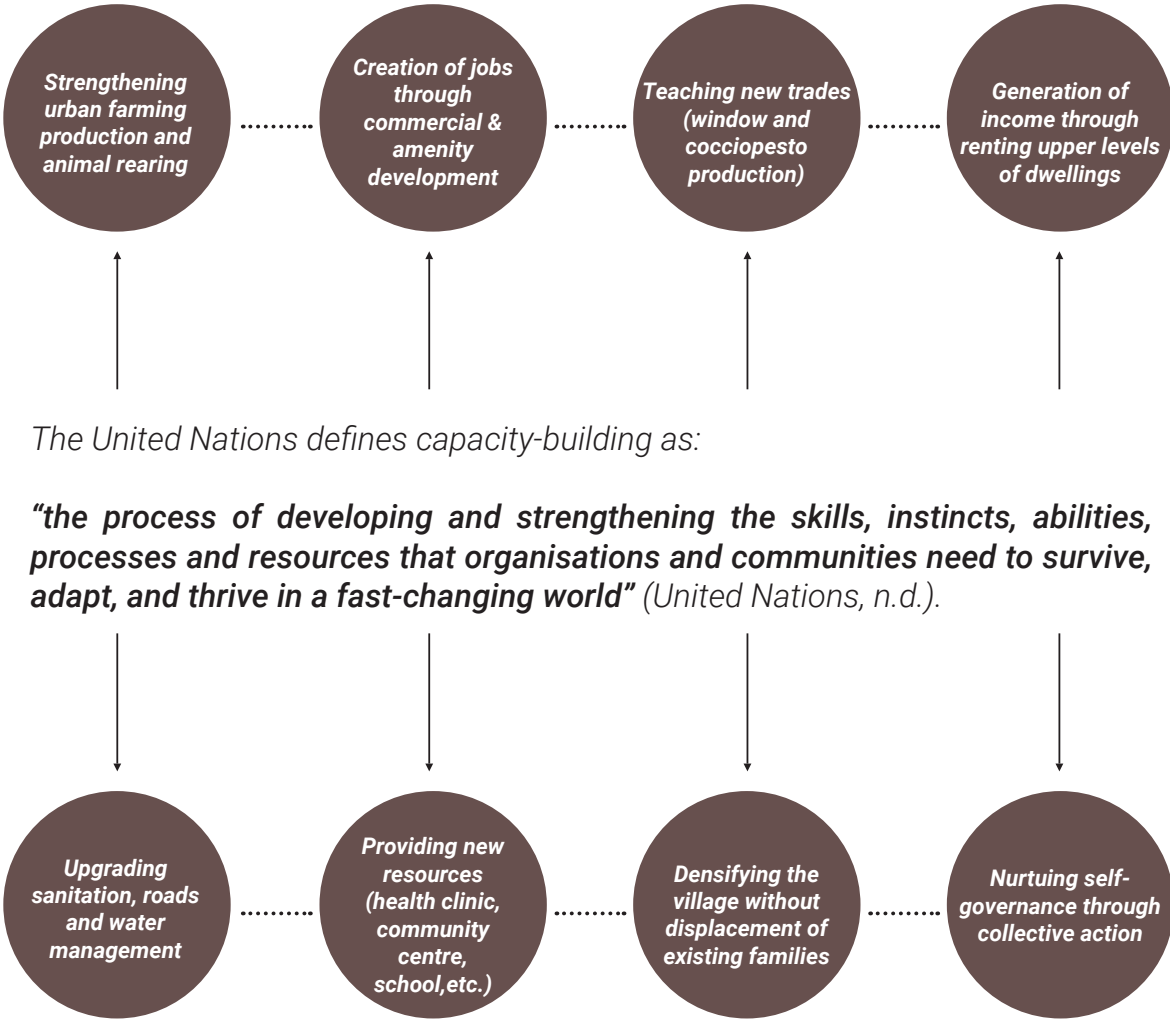 Strengthening
urban farming
production and
animal rearing
Creation of jobs
through
commercial &
amenity
development
Teaching new trades
(window and
cocciopesto
production)
Generation of
income through
renting upper levels
of dwellings
The United Nations defines capacity-building as:
“the process of developing and strengthening the skills, instincts, abilities,
processes and resources that organisations and communities need to survive,
adapt, and thrive in a fast-changing world” (United Nations, n.d.).
Upgrading
sanitation, roads
and water
management
Providing new
resources
(health clinic,
community
centre,
school,etc.)
Densifying the
village without
displacement of
existing families
Nurtuing self-
governance through
collective action